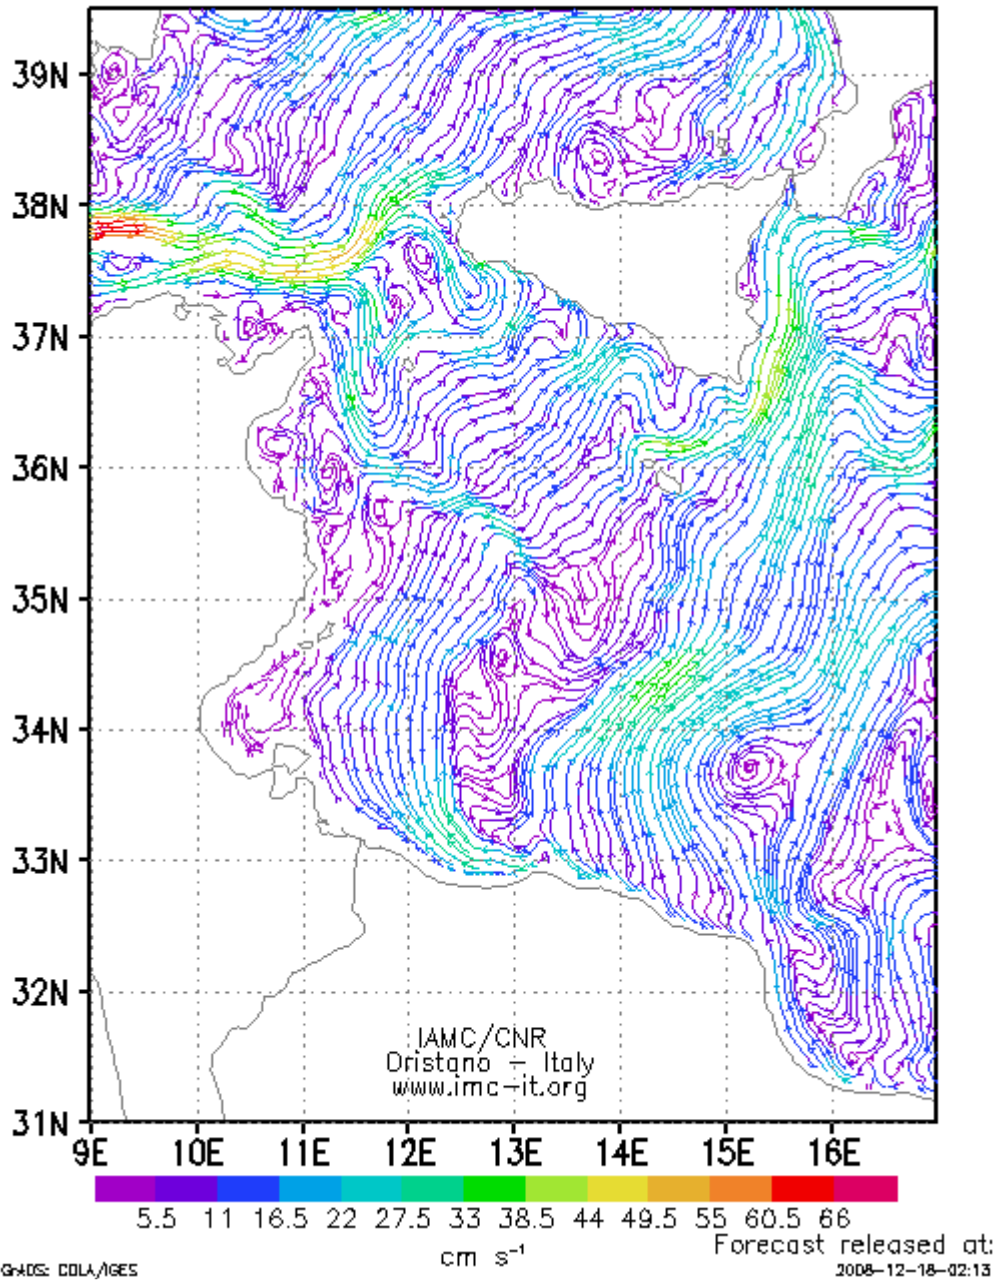 39N
38N
37N
36N
35N
34N
33N
32N
31N
IAMC/CNR
Oristano - Italy
www.imc-it.org
9E 10E 11E 12E 13E 14E 15E 16E
5.5 11 16.5 22 27.5 33 38.5 44 49.5 55 60.5 66
cm s⁻¹
Forecast released at:
GrADS: COLA/IGES
2008-12-18-02:13